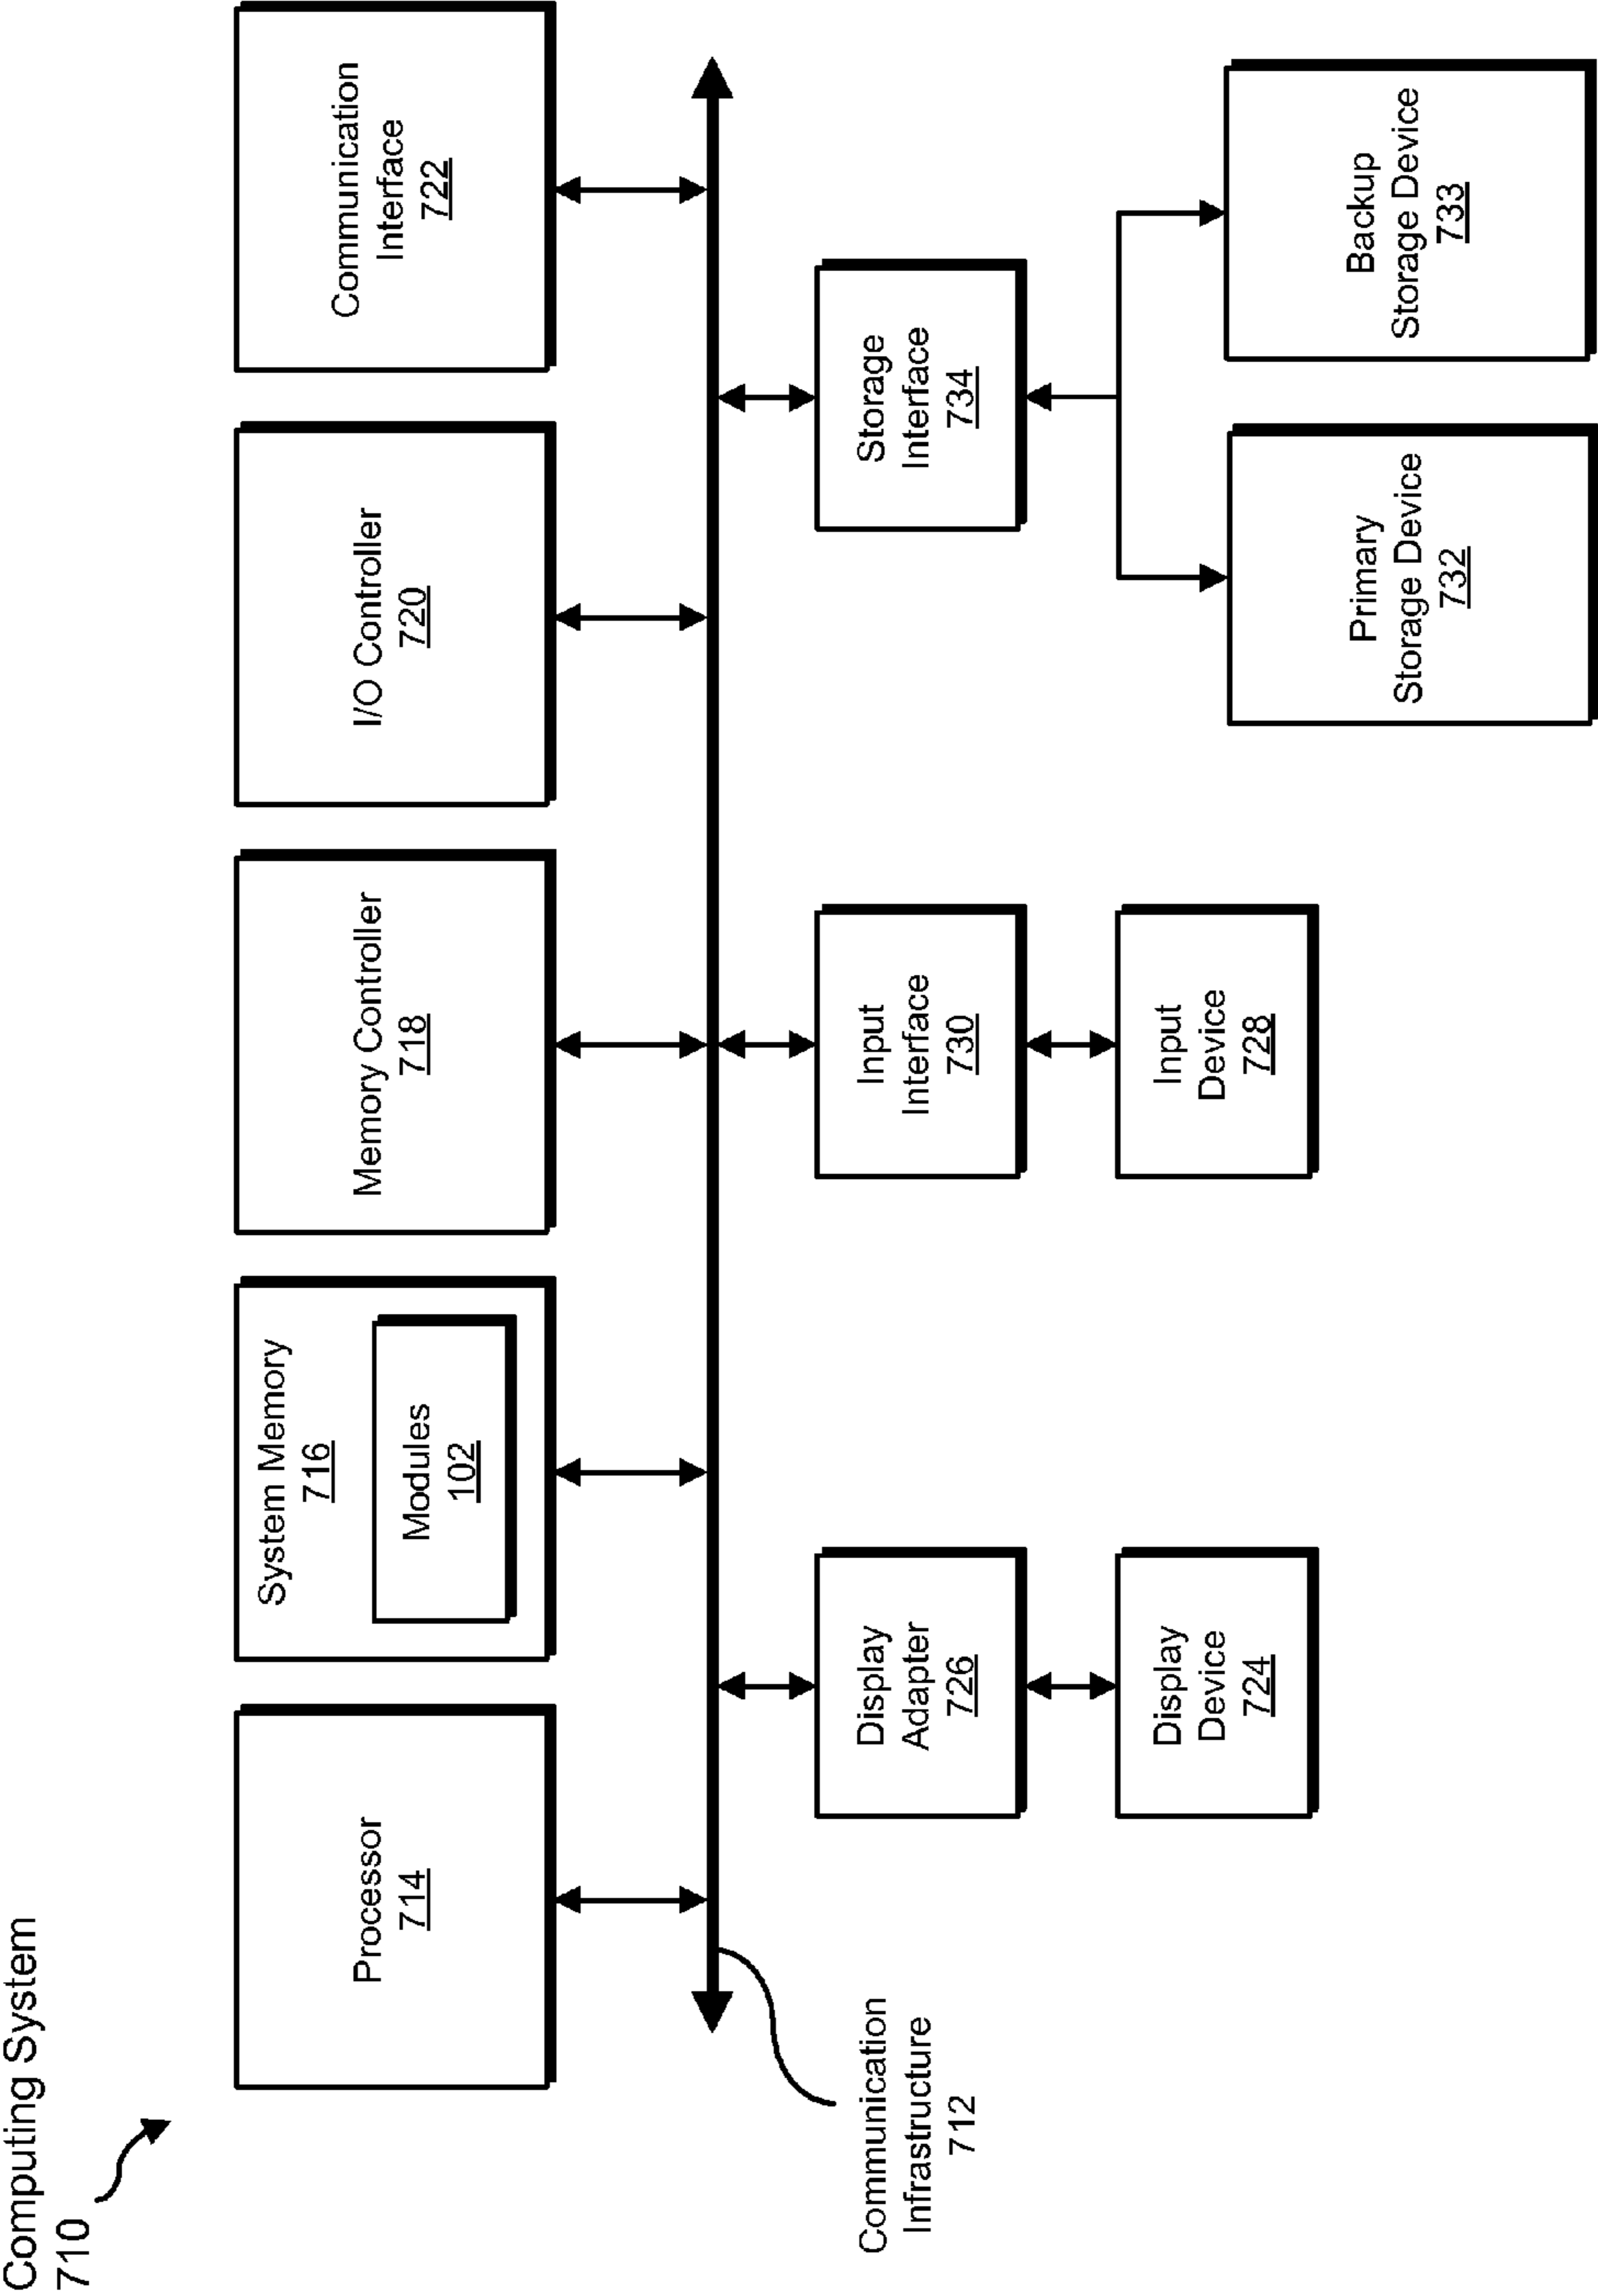 Computing System
710
Processor
714
System Memory
716
Modules
102
Memory Controller
718
I/O Controller
720
Communication
Interface
722
Communication
Infrastructure
712
Display
Adapter
726
Input
Interface
730
Storage
Interface
734
Display
Device
724
Input
Device
728
Primary
Storage Device
732
Backup
Storage Device
733